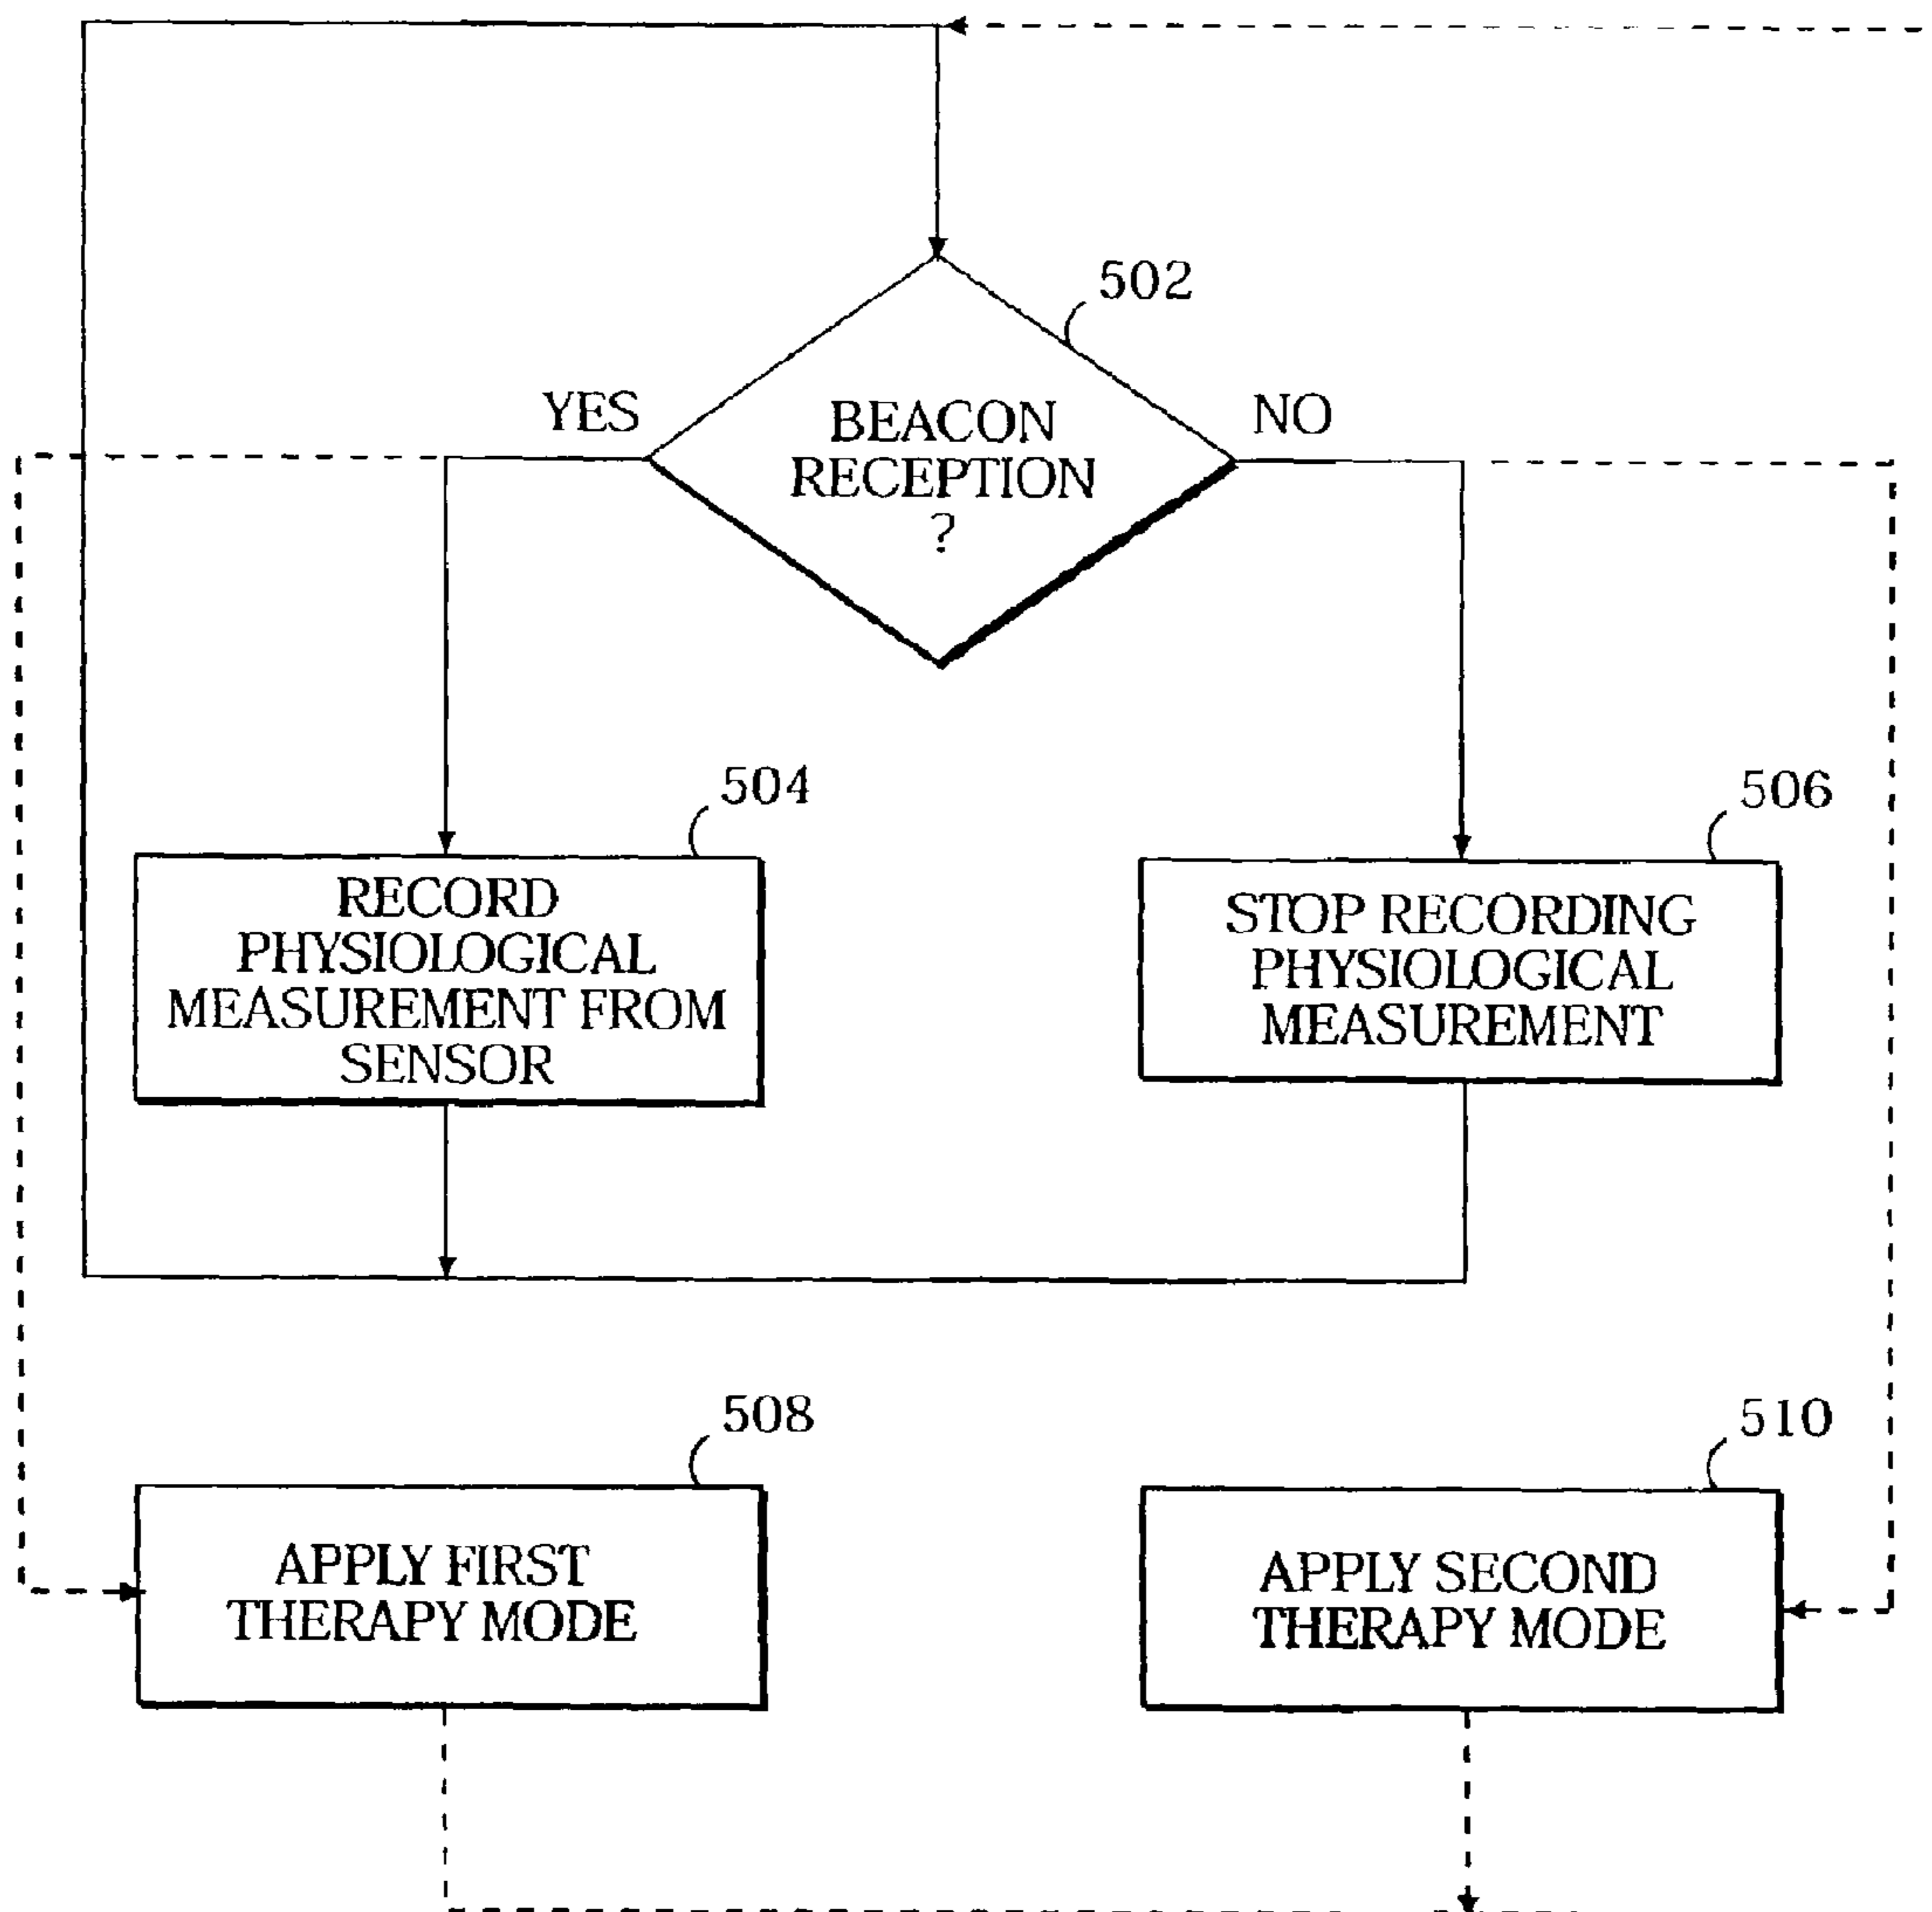 502
YES
BEACON
RECEPTION
?
NO
504
506
RECORD
PHYSIOLOGICAL
MEASUREMENT FROM
SENSOR
STOP RECORDING
PHYSIOLOGICAL
MEASUREMENT
508
510
APPLY FIRST
THERAPY MODE
APPLY SECOND
THERAPY MODE